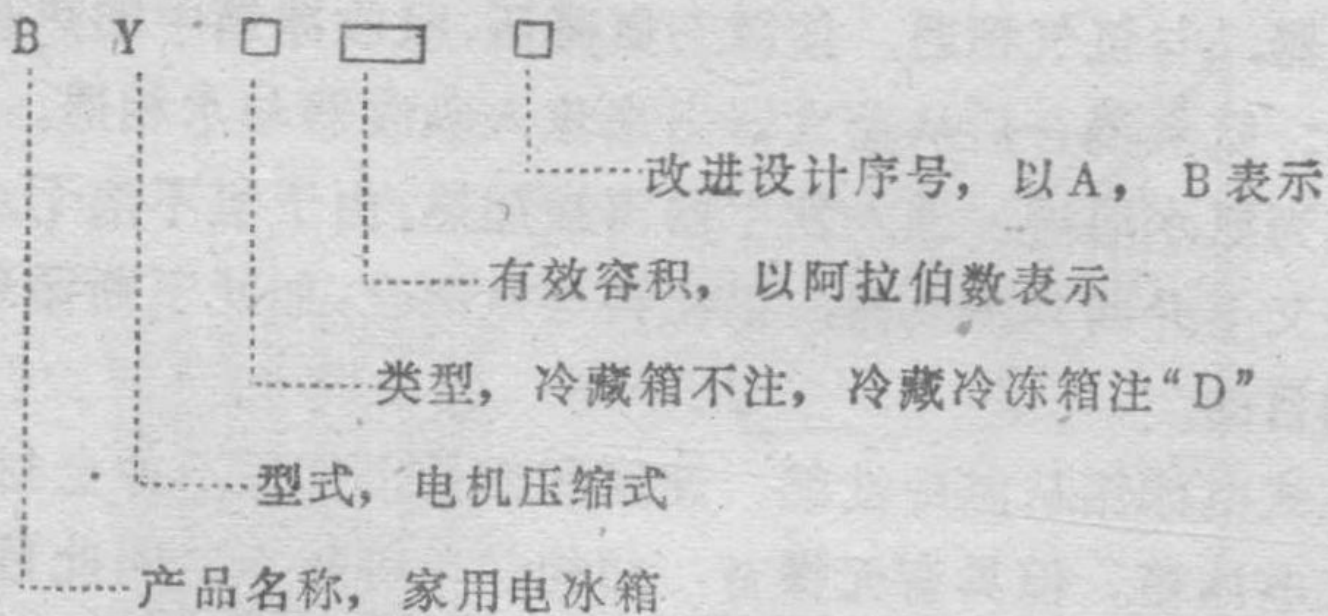 B Y □ □ □
改进设计序号，以A，B表示
有效容积，以阿拉伯数表示
类型，冷藏箱不注，冷藏冷冻箱注“D”
型式，电机压缩式
产品名称，家用电冰箱